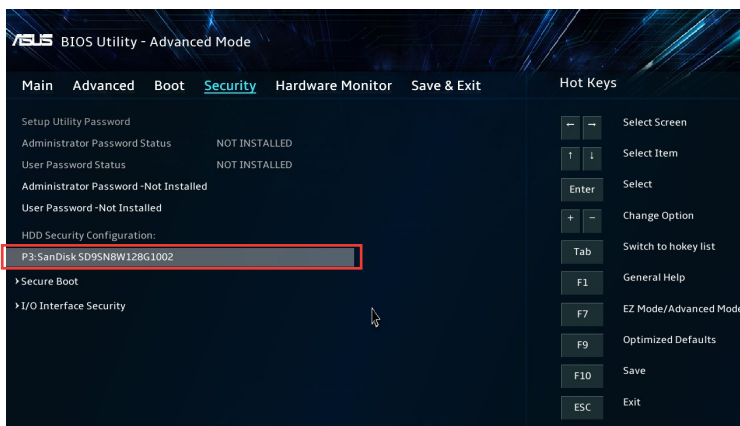 ASUS BIOS Utility - Advanced Mode
Main Advanced Boot Security Hardware Monitor Save & Exit
Setup Utility Password
Administrator Password Status NOT INSTALLED
User Password Status NOT INSTALLED
Administrator Password -Not Installed
User Password -Not Installed
HDD Security Configuration:
P3:SanDisk SD9SN8W128G1002
Secure Boot
I/O Interface Security
Hot Keys
← → Select Screen
↑ ↓ Select Item
Enter Select
+ - Change Option
Tab Switch to hokey list
F1 General Help
F7 EZ Mode/Advanced Mode
F9 Optimized Defaults
F10 Save
ESC Exit